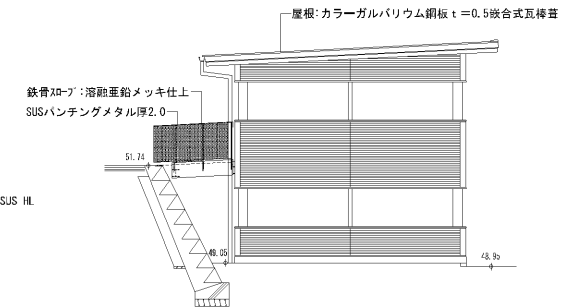 屋根:カラーガルバリウム鋼板t=0.5嵌合式瓦棒葺
鉄骨ｽﾛｰﾌﾟ:溶融亜鉛メッキ仕上
SUSパンチングメタル厚2.0
51.74
SUS HL
49.05
48.95